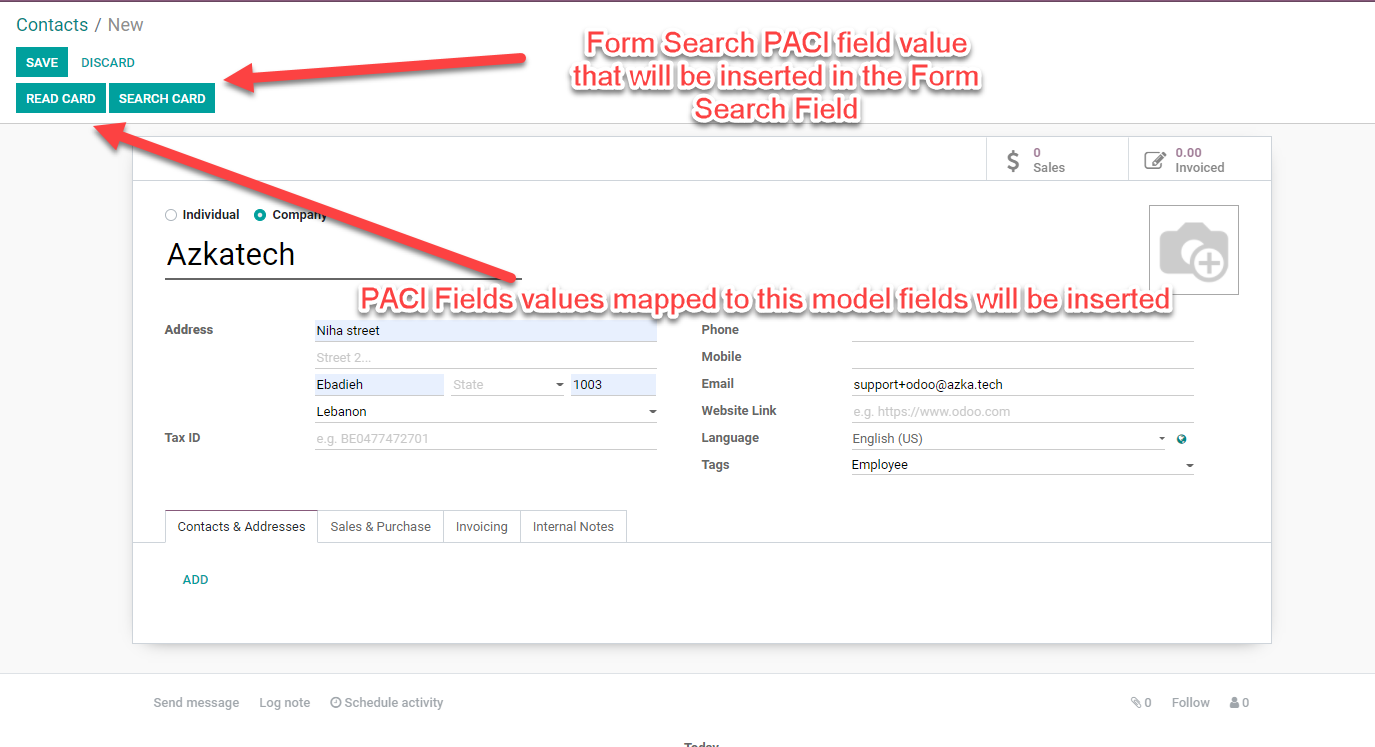 Contacts / New
SAVE DISCARD
READ CARD SEARCH CARD
Form Search PACI field value
that will be inserted in the Form
Search Field
0
Sales
0.00
Invoiced
Individual Company
Azkatech
PACI Fields values mapped to this model fields will be inserted
Address Niha street
Street 2...
Ebadieh State 1003
Lebanon
Tax ID e.g. BE0477472701
Phone
Mobile
Email support+odoo@azka.tech
Website Link e.g. https://www.odoo.com
Language English (US)
Tags Employee
Contacts & Addresses Sales & Purchase Invoicing Internal Notes
ADD
Send message Log note Schedule activity 0 Follow 0
Today